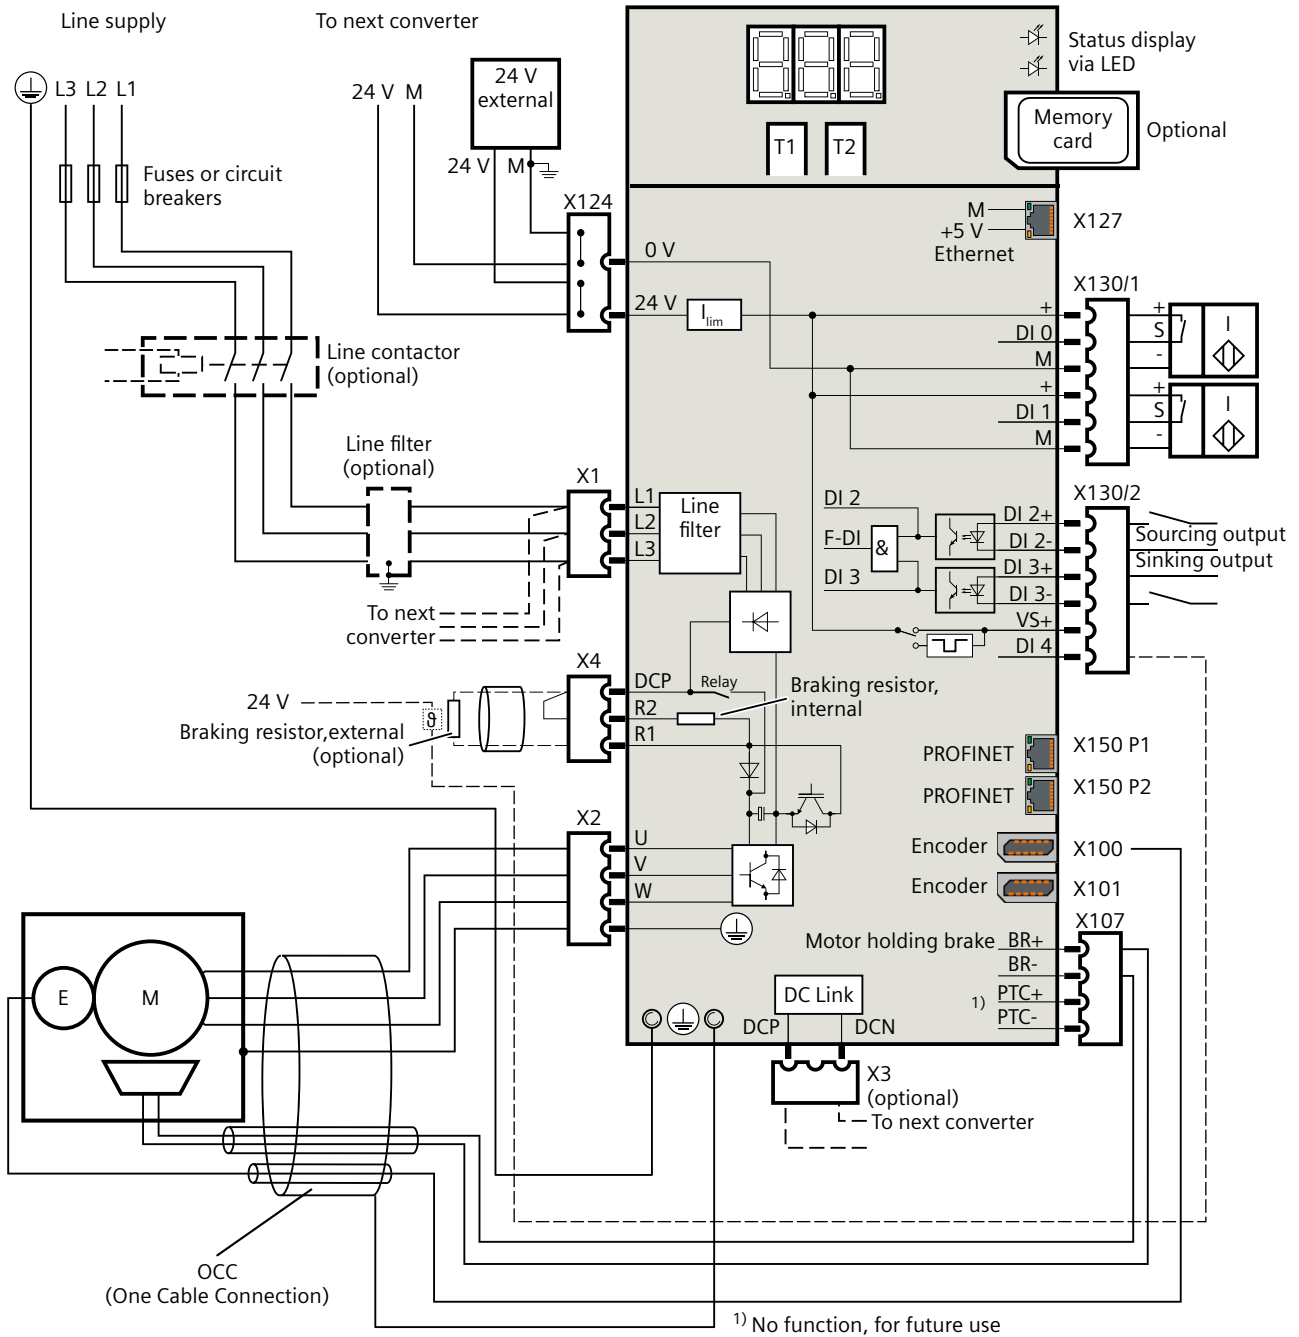 Line supply
To next converter
L3 L2 L1
24 V M
24 V
external
24 V M
Fuses or circuit
breakers
X124
Line contactor
(optional)
Line filter
(optional)
X1
To next
converter
X4
24 V
ϑ
Braking resistor,external
(optional)
X2
E
M
OCC
(One Cable Connection)
Status display
via LED
Memory
card
Optional
T1
T2
M
+5 V
Ethernet
X127
0 V
24 V
Ilim
X130/1
+
DI 0
M
+
DI 1
M
+
S
-
I
+
S
-
I
L1
L2
L3
Line
filter
X130/2
DI 2
F-DI
&
DI 3
DI 2+
DI 2-
DI 3+
DI 3-
VS+
DI 4
Sourcing output
Sinking output
DCP
R2
R1
Relay
Braking resistor,
internal
PROFINET
X150 P1
PROFINET
X150 P2
U
V
W
Encoder
X100
Encoder
X101
X107
Motor holding brake
BR+
BR-
1)
PTC+
PTC-
DC Link
DCP
DCN
X3
(optional)
To next converter
1) No function, for future use